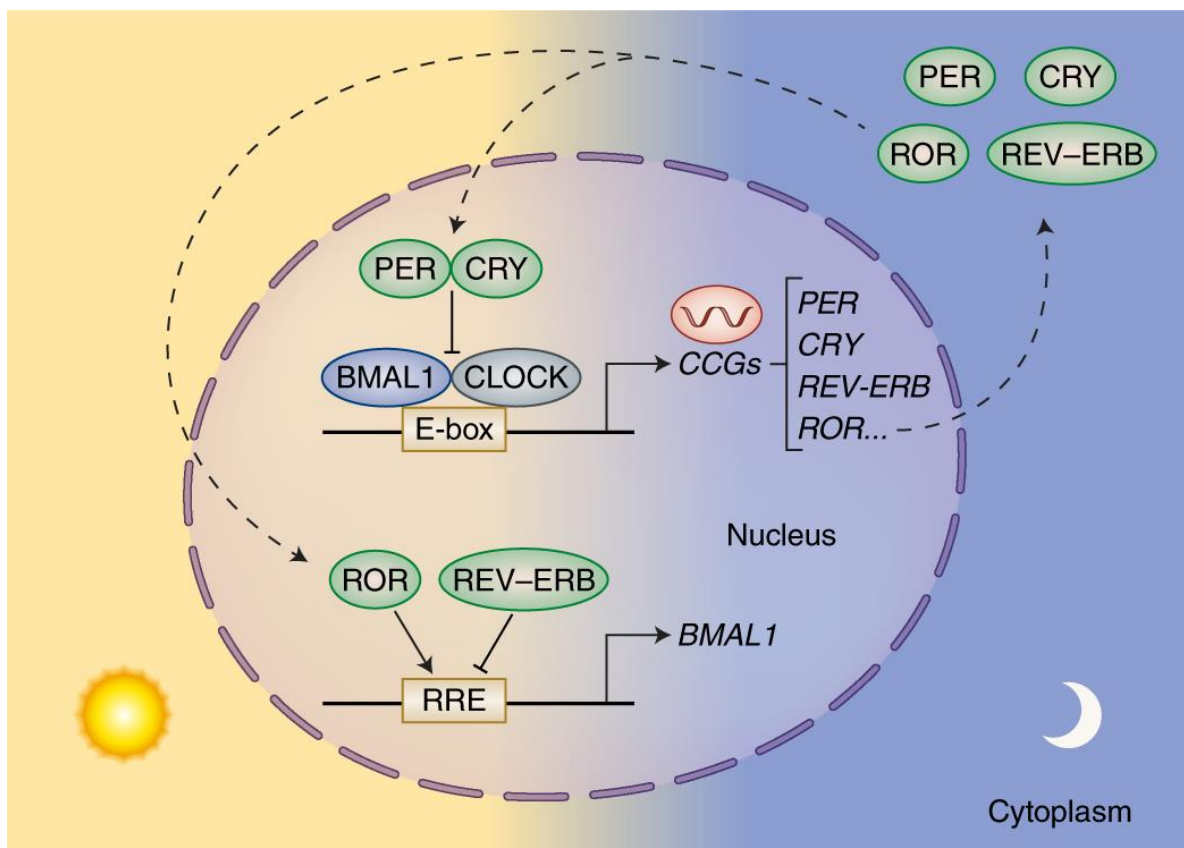 PER CRY
ROR REV–ERB
PER CRY
BMAL1 CLOCK
E-box
CCGs
PER
CRY
REV-ERB
ROR...
Nucleus
ROR REV–ERB
RRE
BMAL1
Cytoplasm